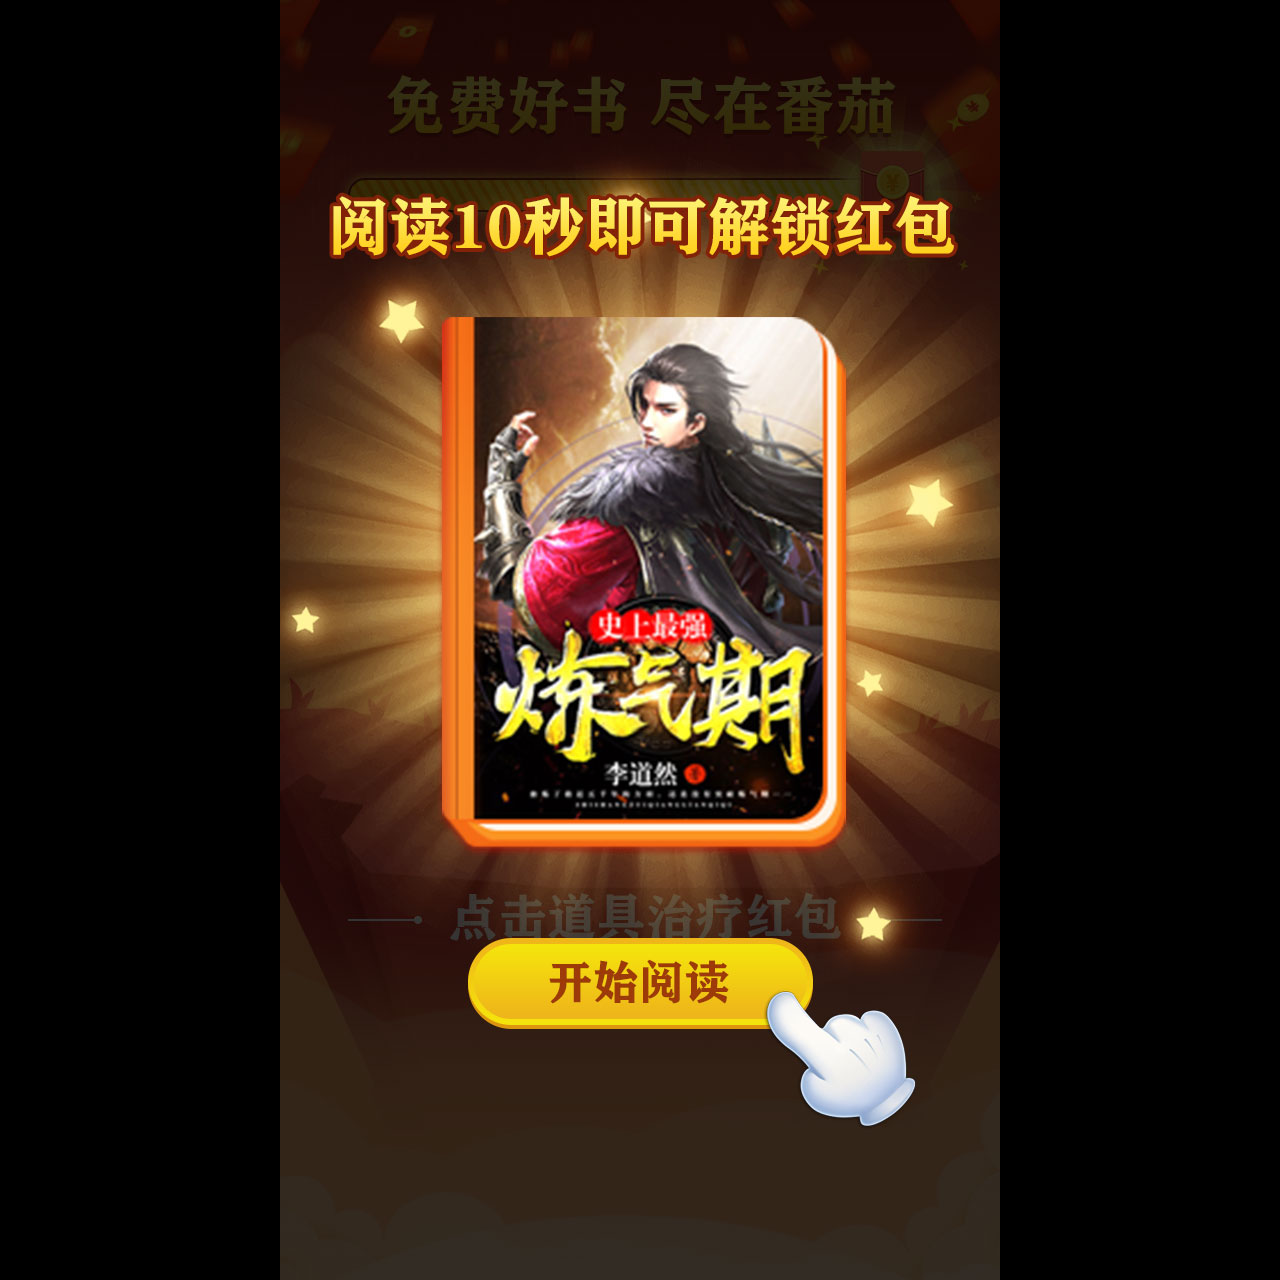 免费好书 尽在番茄
阅读10秒即可解锁红包
史上最强
炼气期
李道然 著
点击道具治疗红包
开始阅读